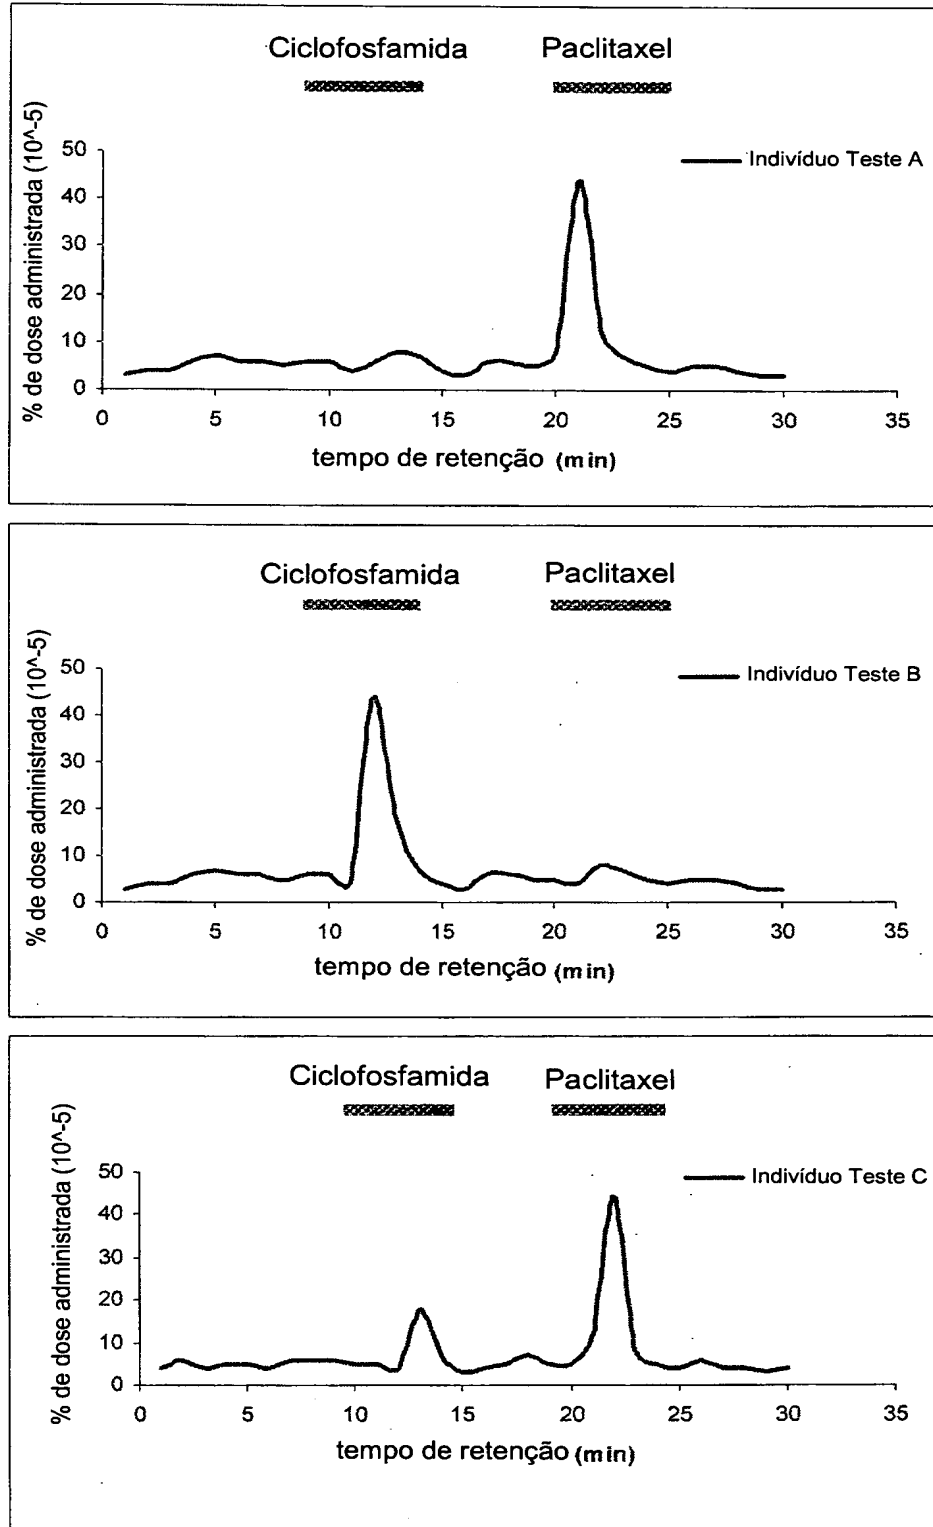 Ciclofosfamida Paclitaxel
% de dose administrada (10^-5)
50
40
30
20
10
0
Indivíduo Teste A
0 5 10 15 20 25 30 35
tempo de retenção (min)
Ciclofosfamida Paclitaxel
% de dose administrada (10^-5)
50
40
30
20
10
0
Indivíduo Teste B
0 5 10 15 20 25 30 35
tempo de retenção (min)
Ciclofosfamida Paclitaxel
% de dose administrada (10^-5)
50
40
30
20
10
0
Indivíduo Teste C
0 5 10 15 20 25 30 35
tempo de retenção (min)